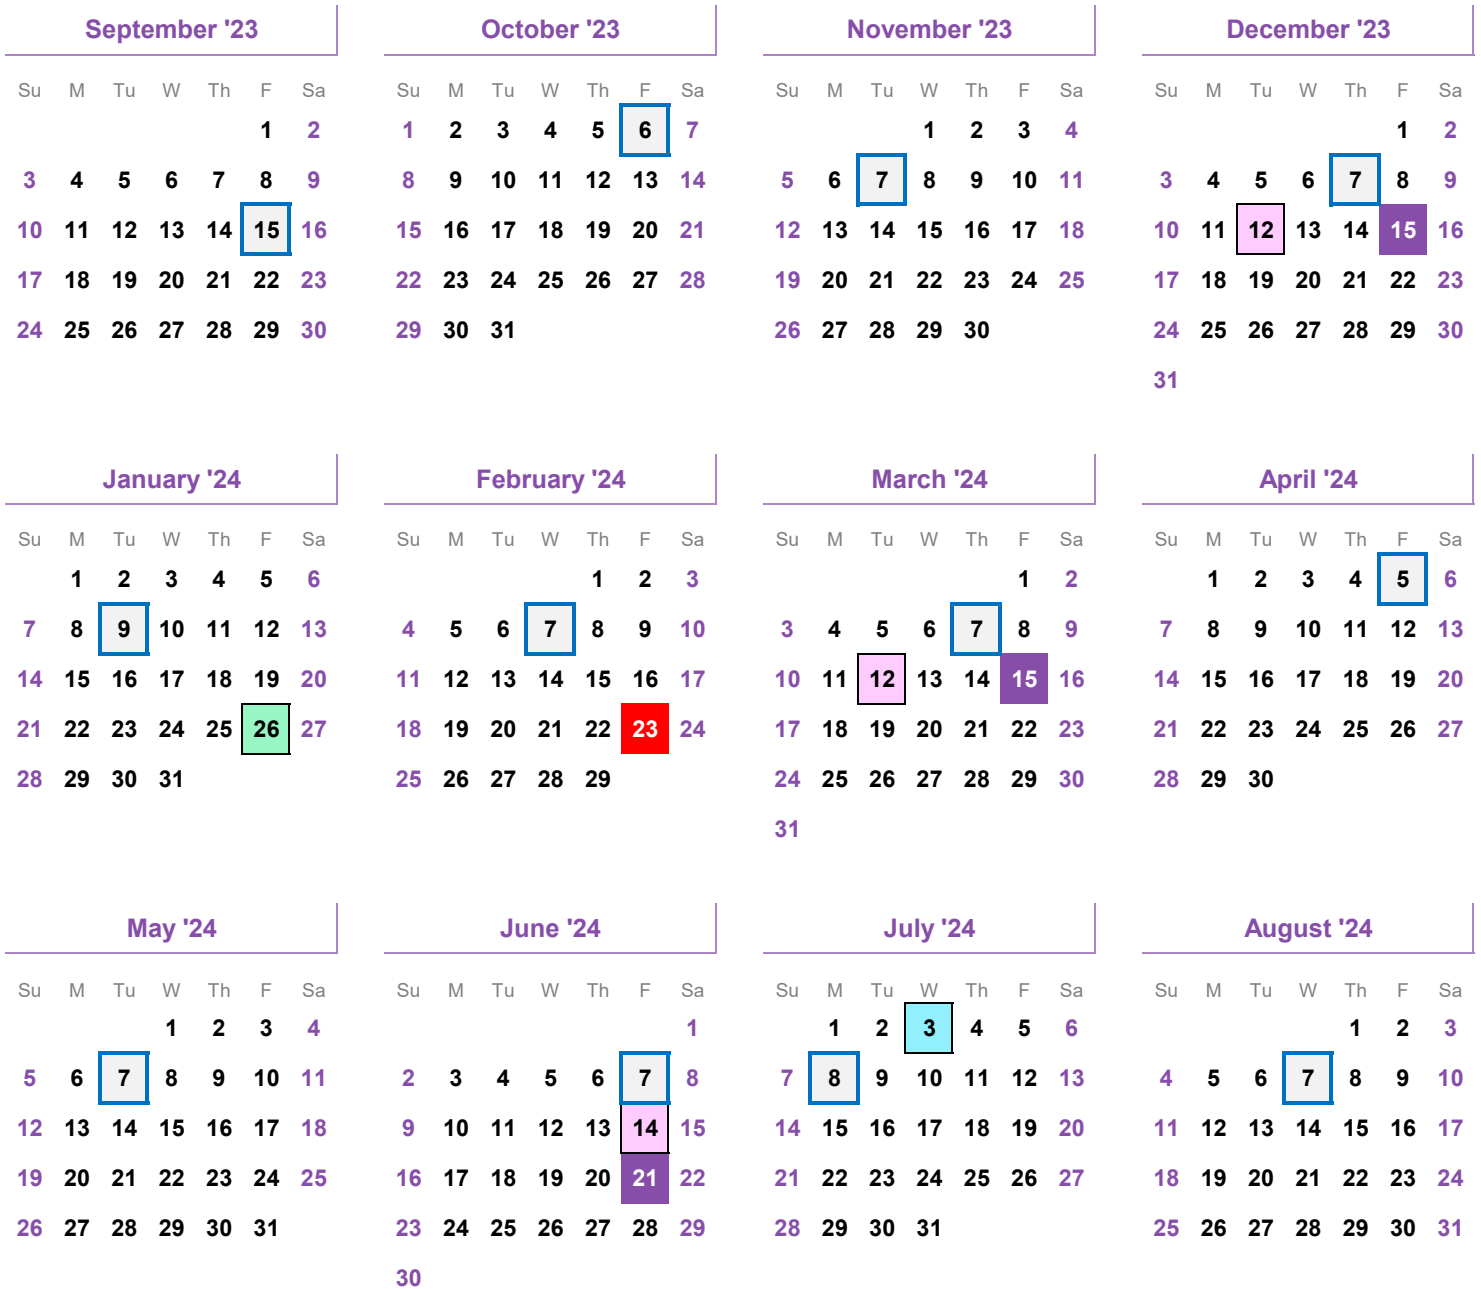 September '23
Su M Tu W Th F Sa
1 2
3 4 5 6 7 8 9
10 11 12 13 14 15 16
17 18 19 20 21 22 23
24 25 26 27 28 29 30
October '23
Su M Tu W Th F Sa
1 2 3 4 5 6 7
8 9 10 11 12 13 14
15 16 17 18 19 20 21
22 23 24 25 26 27 28
29 30 31
November '23
Su M Tu W Th F Sa
1 2 3 4
5 6 7 8 9 10 11
12 13 14 15 16 17 18
19 20 21 22 23 24 25
26 27 28 29 30
December '23
Su M Tu W Th F Sa
1 2
3 4 5 6 7 8 9
10 11 12 13 14 15 16
17 18 19 20 21 22 23
24 25 26 27 28 29 30
31
January '24
Su M Tu W Th F Sa
1 2 3 4 5 6
7 8 9 10 11 12 13
14 15 16 17 18 19 20
21 22 23 24 25 26 27
28 29 30 31
February '24
Su M Tu W Th F Sa
1 2 3
4 5 6 7 8 9 10
11 12 13 14 15 16 17
18 19 20 21 22 23 24
25 26 27 28 29
March '24
Su M Tu W Th F Sa
1 2
3 4 5 6 7 8 9
10 11 12 13 14 15 16
17 18 19 20 21 22 23
24 25 26 27 28 29 30
31
April '24
Su M Tu W Th F Sa
1 2 3 4 5 6
7 8 9 10 11 12 13
14 15 16 17 18 19 20
21 22 23 24 25 26 27
28 29 30
May '24
Su M Tu W Th F Sa
1 2 3 4
5 6 7 8 9 10 11
12 13 14 15 16 17 18
19 20 21 22 23 24 25
26 27 28 29 30 31
June '24
Su M Tu W Th F Sa
1
2 3 4 5 6 7 8
9 10 11 12 13 14 15
16 17 18 19 20 21 22
23 24 25 26 27 28 29
30
July '24
Su M Tu W Th F Sa
1 2 3 4 5 6
7 8 9 10 11 12 13
14 15 16 17 18 19 20
21 22 23 24 25 26 27
28 29 30 31
August '24
Su M Tu W Th F Sa
1 2 3
4 5 6 7 8 9 10
11 12 13 14 15 16 17
18 19 20 21 22 23 24
25 26 27 28 29 30 31